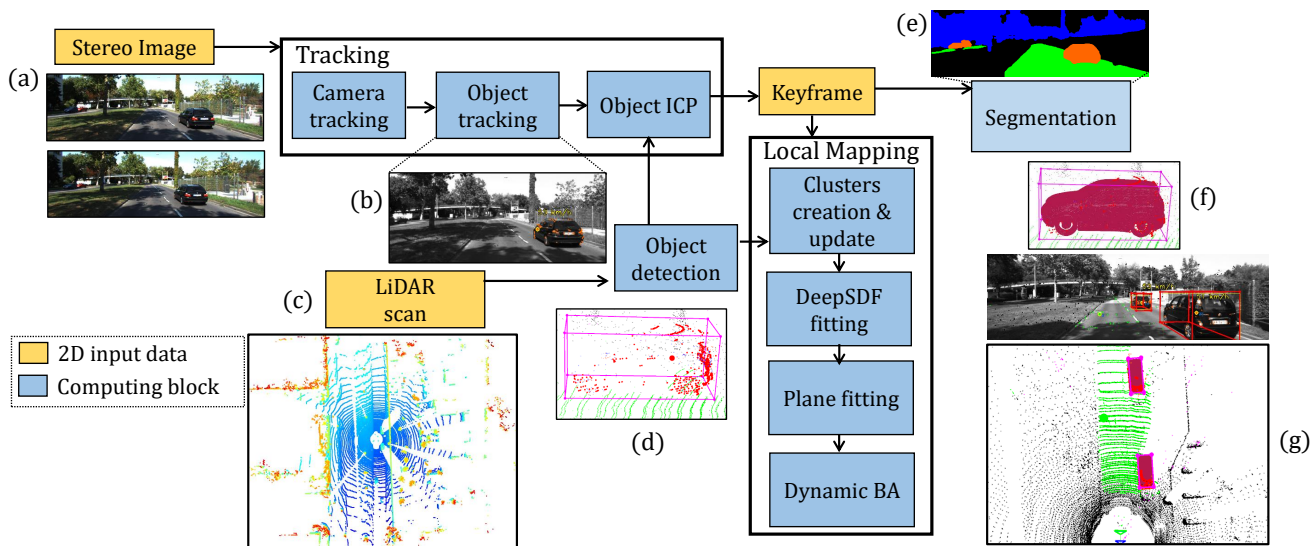 Stereo Image
(a)
Tracking
Camera
tracking
Object
tracking
Object ICP
Keyframe
(e)
Segmentation
(b)
(c)
LiDAR
scan
Object
detection
(d)
Local Mapping
Clusters
creation &
update
DeepSDF
fitting
Plane fitting
Dynamic BA
(f)
(g)
2D input data
Computing block